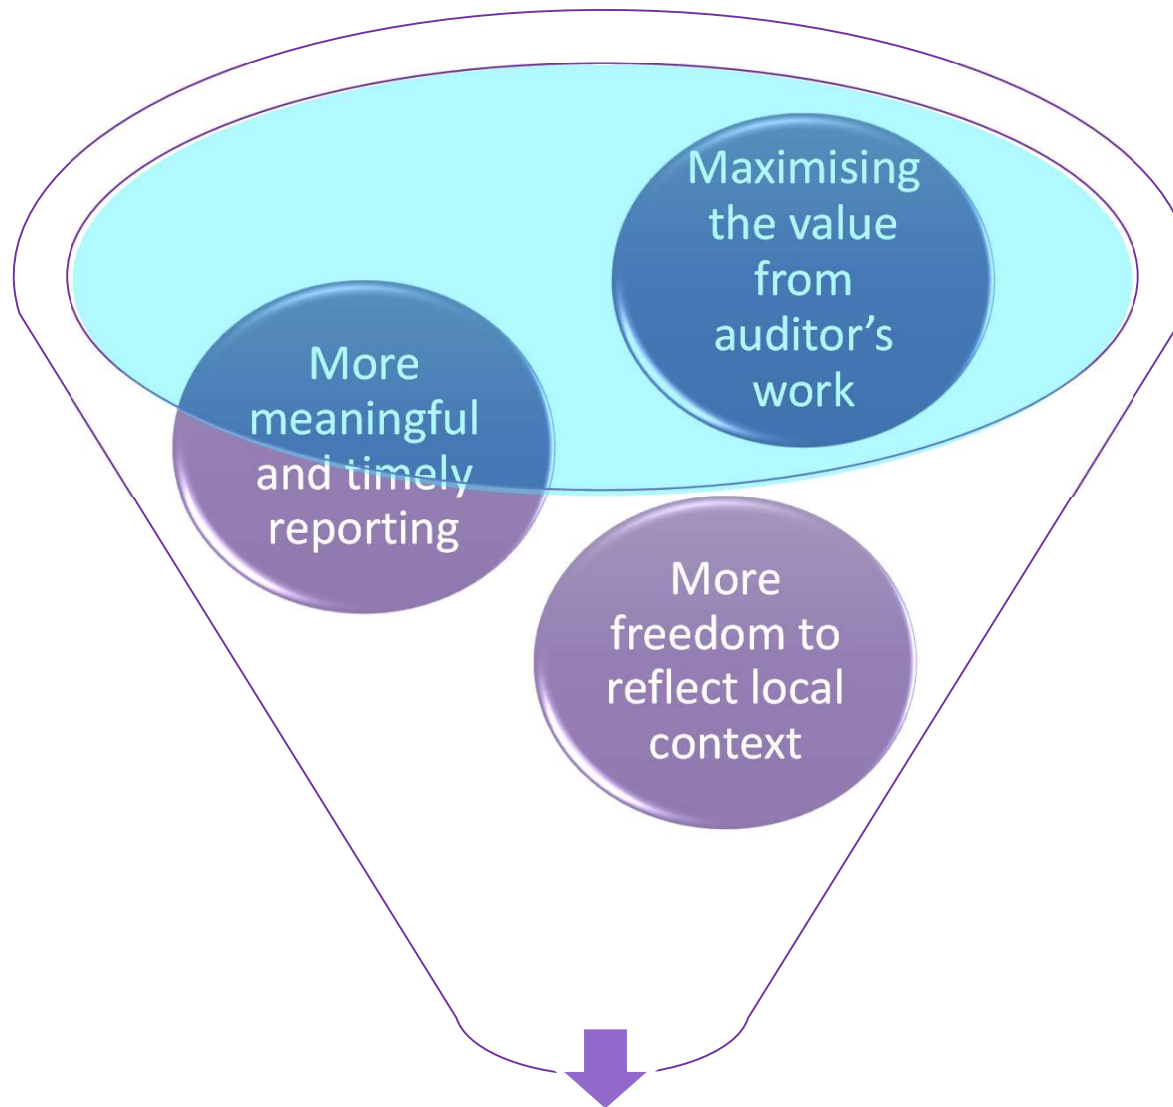 Maximising
the value
from
auditor’s
work
More
meaningful
and timely
reporting
More
freedom to
reflect local
context